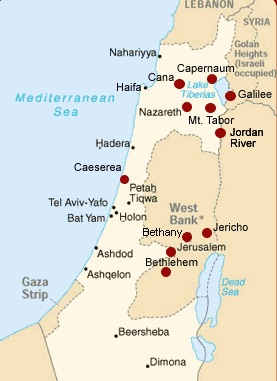 LEBANON
SYRIA
Nahariyya
Golan
Heights
(Israeli
occupied)
Capernaum
Cana
Haifa
Lake
Tiberias
Mediterranean
Sea
Nazareth
Mt. Tabor
Galilee
Jordan
River
Hadera
Caeserea
Petah
Tiqwa
West
Bank*
Tel Aviv-Yafo
Bat Yam
Holon
Bethany
Jericho
Jerusalem
Ashdod
Bethlehem
Ashqelon
Gaza
Strip
Dead
Sea
Beersheba
Dimona